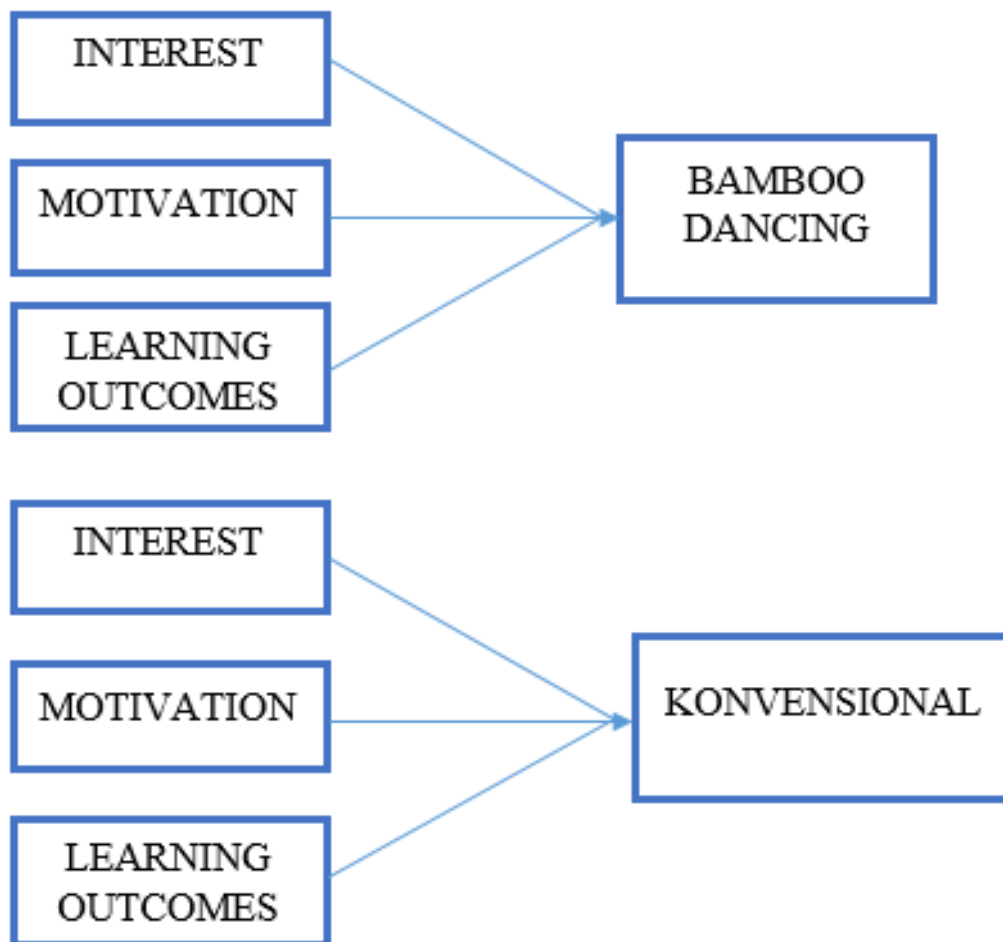 INTEREST
MOTIVATION
LEARNING
OUTCOMES
BAMBOO
DANCING
INTEREST
MOTIVATION
LEARNING
OUTCOMES
KONVENSIONAL